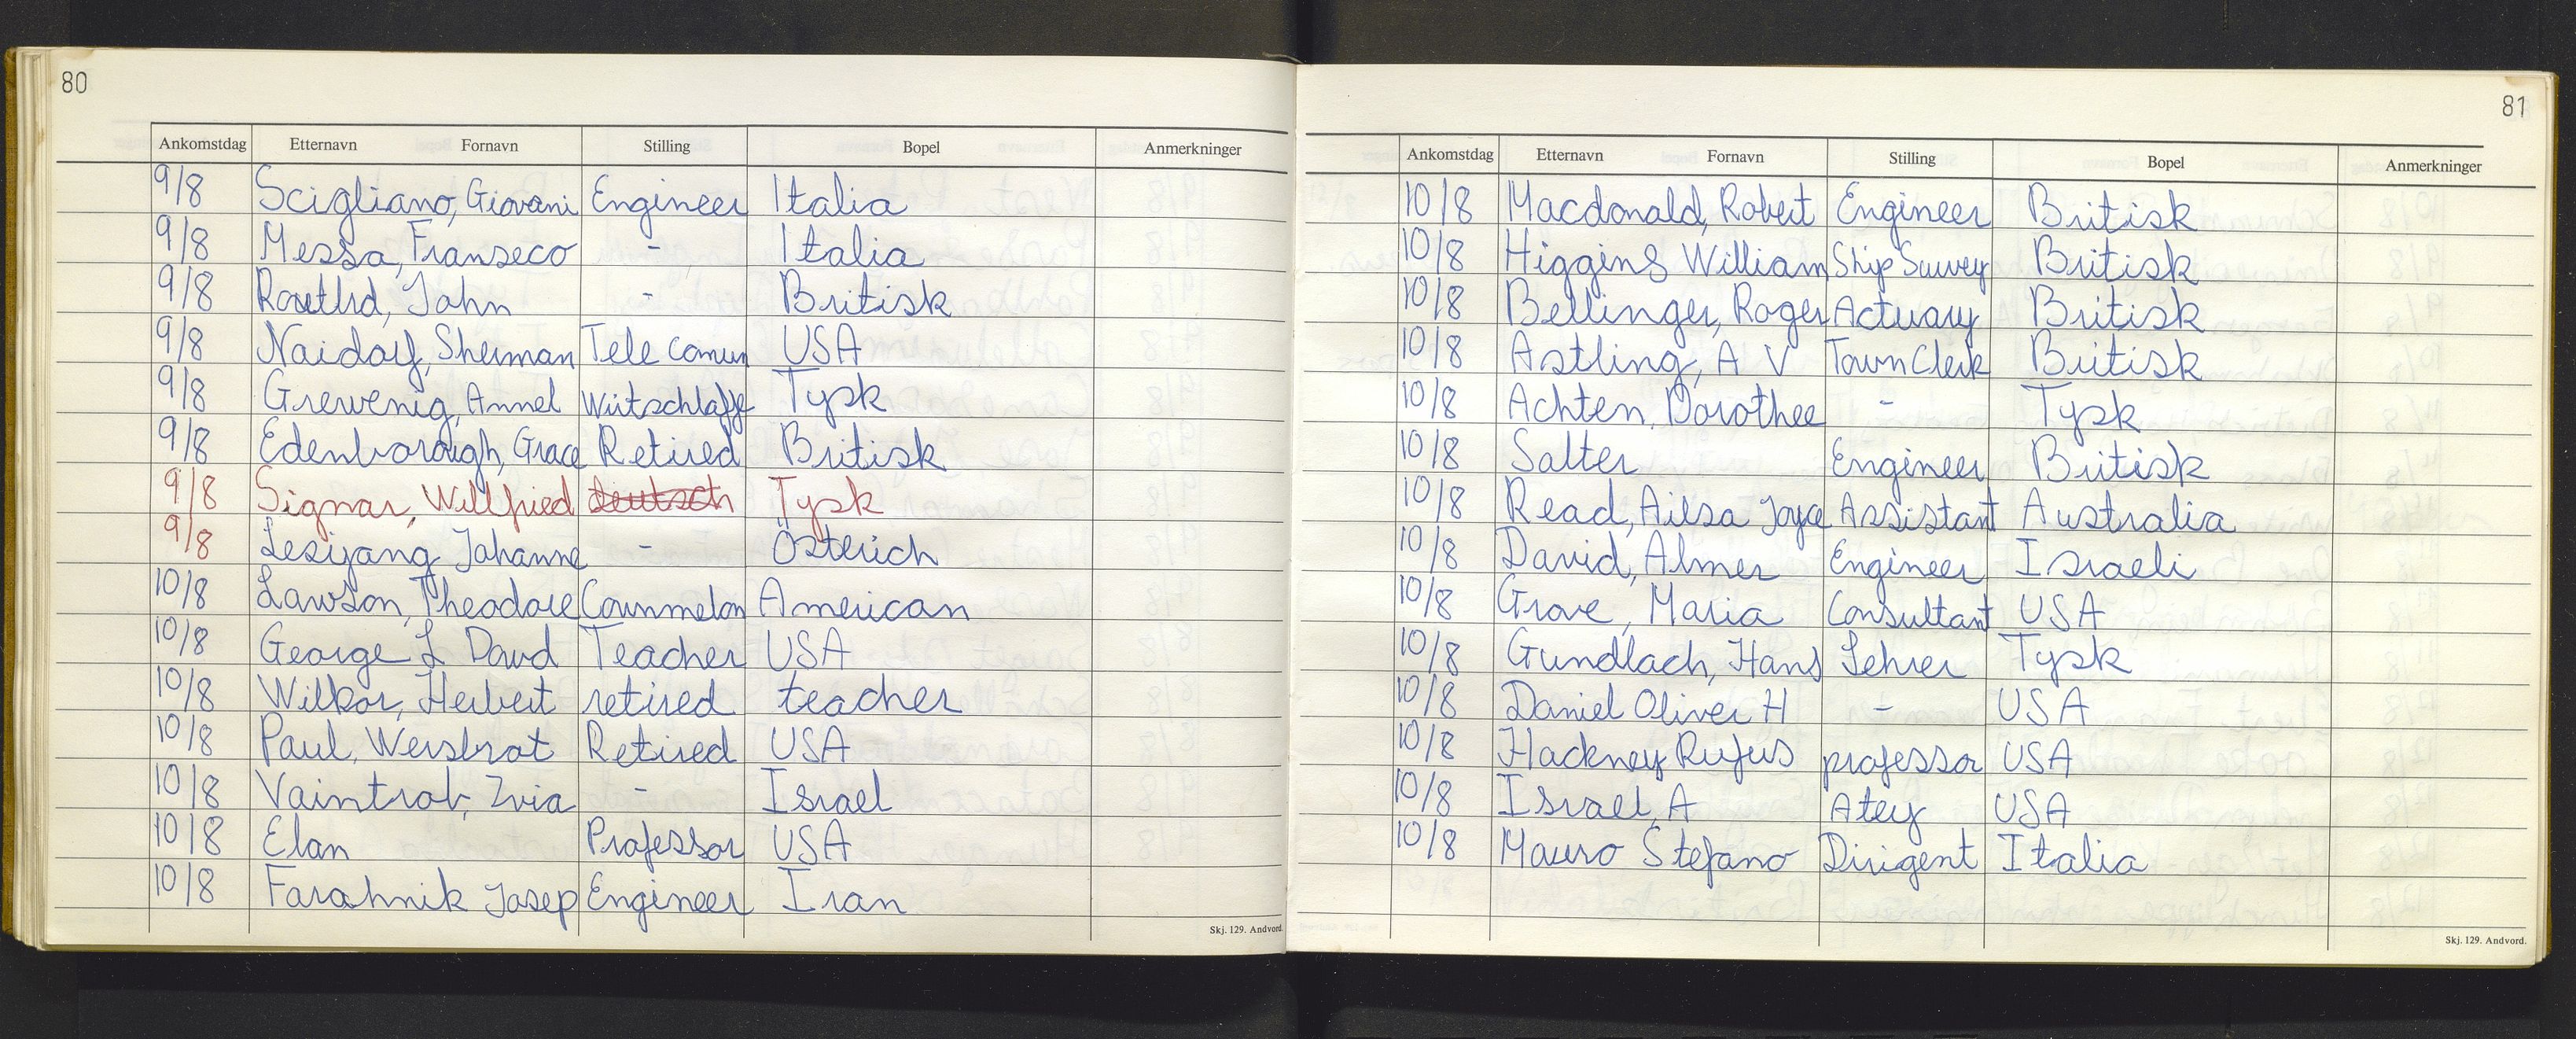 80
Ankomstdag Etternavn Fornavn Stilling Bopel Anmerkninger
9/8 Scigliano, Giovani Engineer Italia
9/8 Messa, Franseco - Italia
9/8 John - Britisk
9/8 Naidorf, Sherman Tele comun USA
9/8 Grewenig, Annel Tysk
9/8 Edenborough, Grace Retired Britisk
9/8 Signar, Willfried deutsch Tysk
9/8 Lesijang Johanne - Österich
10/8 Lawson, Theodore American
10/8 George L David Teacher USA
10/8 Wilkor, Herbert retired teacher
10/8 Paul, Weisbrot Retired USA
10/8 Vaintrob, Zvia - Israel
10/8 Elan Professor USA
10/8 Farahnik Josep Engineer Iran
Skj. 129. Andvord.
81
Ankomstdag Etternavn Fornavn Stilling Bopel Anmerkninger
10/8 Macdonald, Robert Engineer Britisk
10/8 Higgins William Ship Survey Britisk
10/8 Bellinger, Roger Actuary Britisk
10/8 Astling, A V Town Clerk Britisk
10/8 Achten, Dorothee - Tysk
10/8 Salter Engineer Britisk
10/8 Read, Ailsa Joyce Assistant Australia
10/8 David, Almer Engineer Israeli
10/8 Grove, Maria Consultant USA
10/8 Gundlach, Hans Lehrer Tysk
10/8 Daniel Oliver H - USA
10/8 Hackney Rufus professor USA
10/8 Israel, A Atey USA
10/8 Mauro Stefano Dirigent Italia
Skj. 129. Andvord.